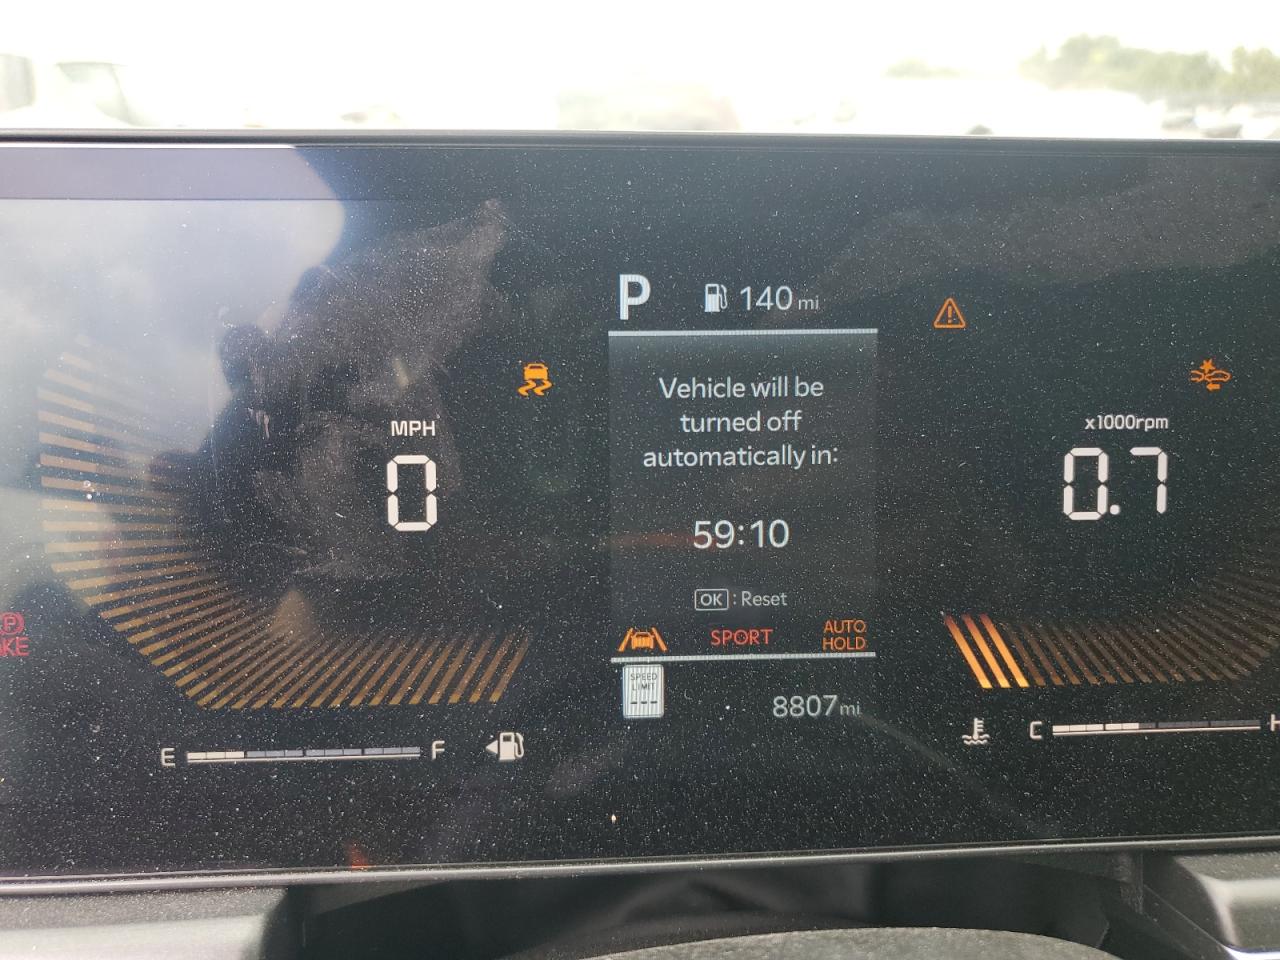 P 140 mi
Vehicle will be
turned off
automatically in:
MPH
0
x1000rpm
0.7
59:10
OK : Reset
P
AUTO
HOLD
SPORT
SPEED
LIMIT
---
8807 mi
E F
C H